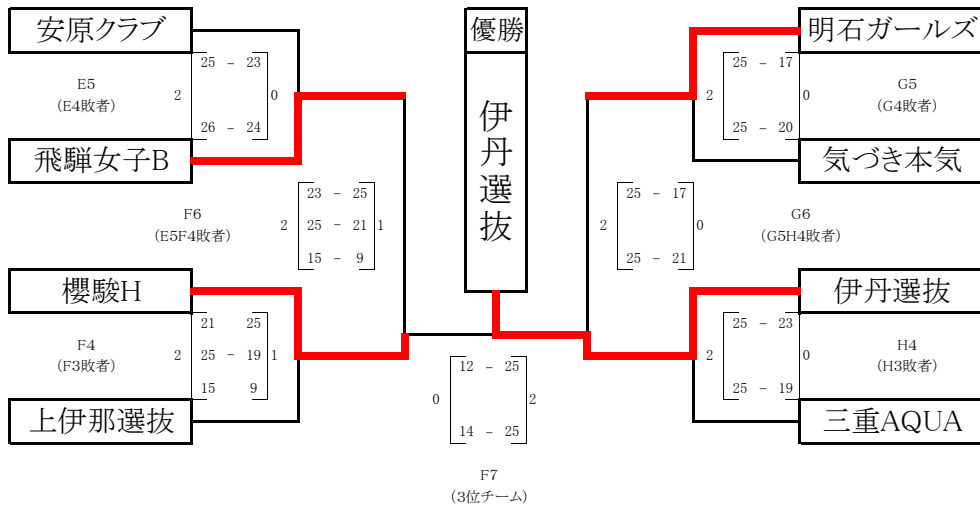 安原クラブ
25 - 23
E5
(E4敗者)
2
0
26 - 24
飛騨女子B
23 - 25
F6
(E5F4敗者)
2
25 - 21
1
15 - 9
櫻駿H
21 25
F4
(F3敗者)
2
25 - 19
1
15 9
上伊那選抜
優勝
伊丹選抜
12 - 25
0
2
14 - 25
F7
(3位チーム)
明石ガールズ
25 - 17
2
0
G5
(G4敗者)
25 - 20
気づき本気
25 - 17
2
0
G6
(G5H4敗者)
25 - 21
伊丹選抜
25 - 23
2
0
H4
(H3敗者)
25 - 19
三重AQUA